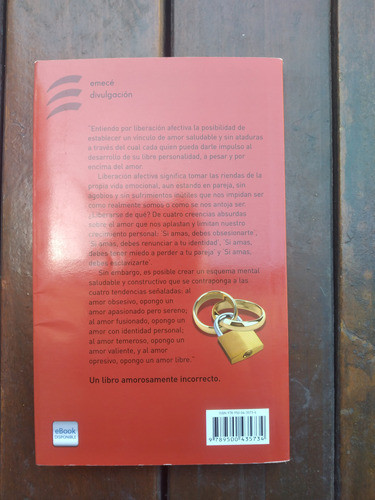 emecé
divulgación
"Entiendo por liberación afectiva la posibilidad de
establecer un vínculo de amor saludable y sin ataduras
a través del cual cada quien pueda darle impulso al
desarrollo de su libre personalidad, a pesar y por
encima del amor.
Liberación afectiva significa tomar las riendas de la
propia vida emocional, aun estando en pareja, sin
agobios y sin sufrimientos inútiles que nos impidan ser
como realmente somos o como se nos antoja ser.
¿Liberarse de qué? De cuatro creencias absurdas
sobre el amor que nos aplastan y limitan nuestro
crecimiento personal: 'Si amas, debes obsesionarte',
'Si amas, debes renunciar a tu identidad', 'Si amas,
debes tener miedo a perder a tu pareja' y 'Si amas,
debes esclavizarte'.
Sin embargo, es posible crear un esquema mental
saludable y constructivo que se contraponga a las
cuatro tendencias señaladas: al
amor obsesivo, opongo un
amor apasionado pero sereno;
al amor fusionado, opongo un
amor con identidad personal;
al amor temeroso, opongo un
amor valiente, y al amor
opresivo, opongo un amor libre."
Un libro amorosamente incorrecto.
eBook
DISPONIBLE
9 789500 435734